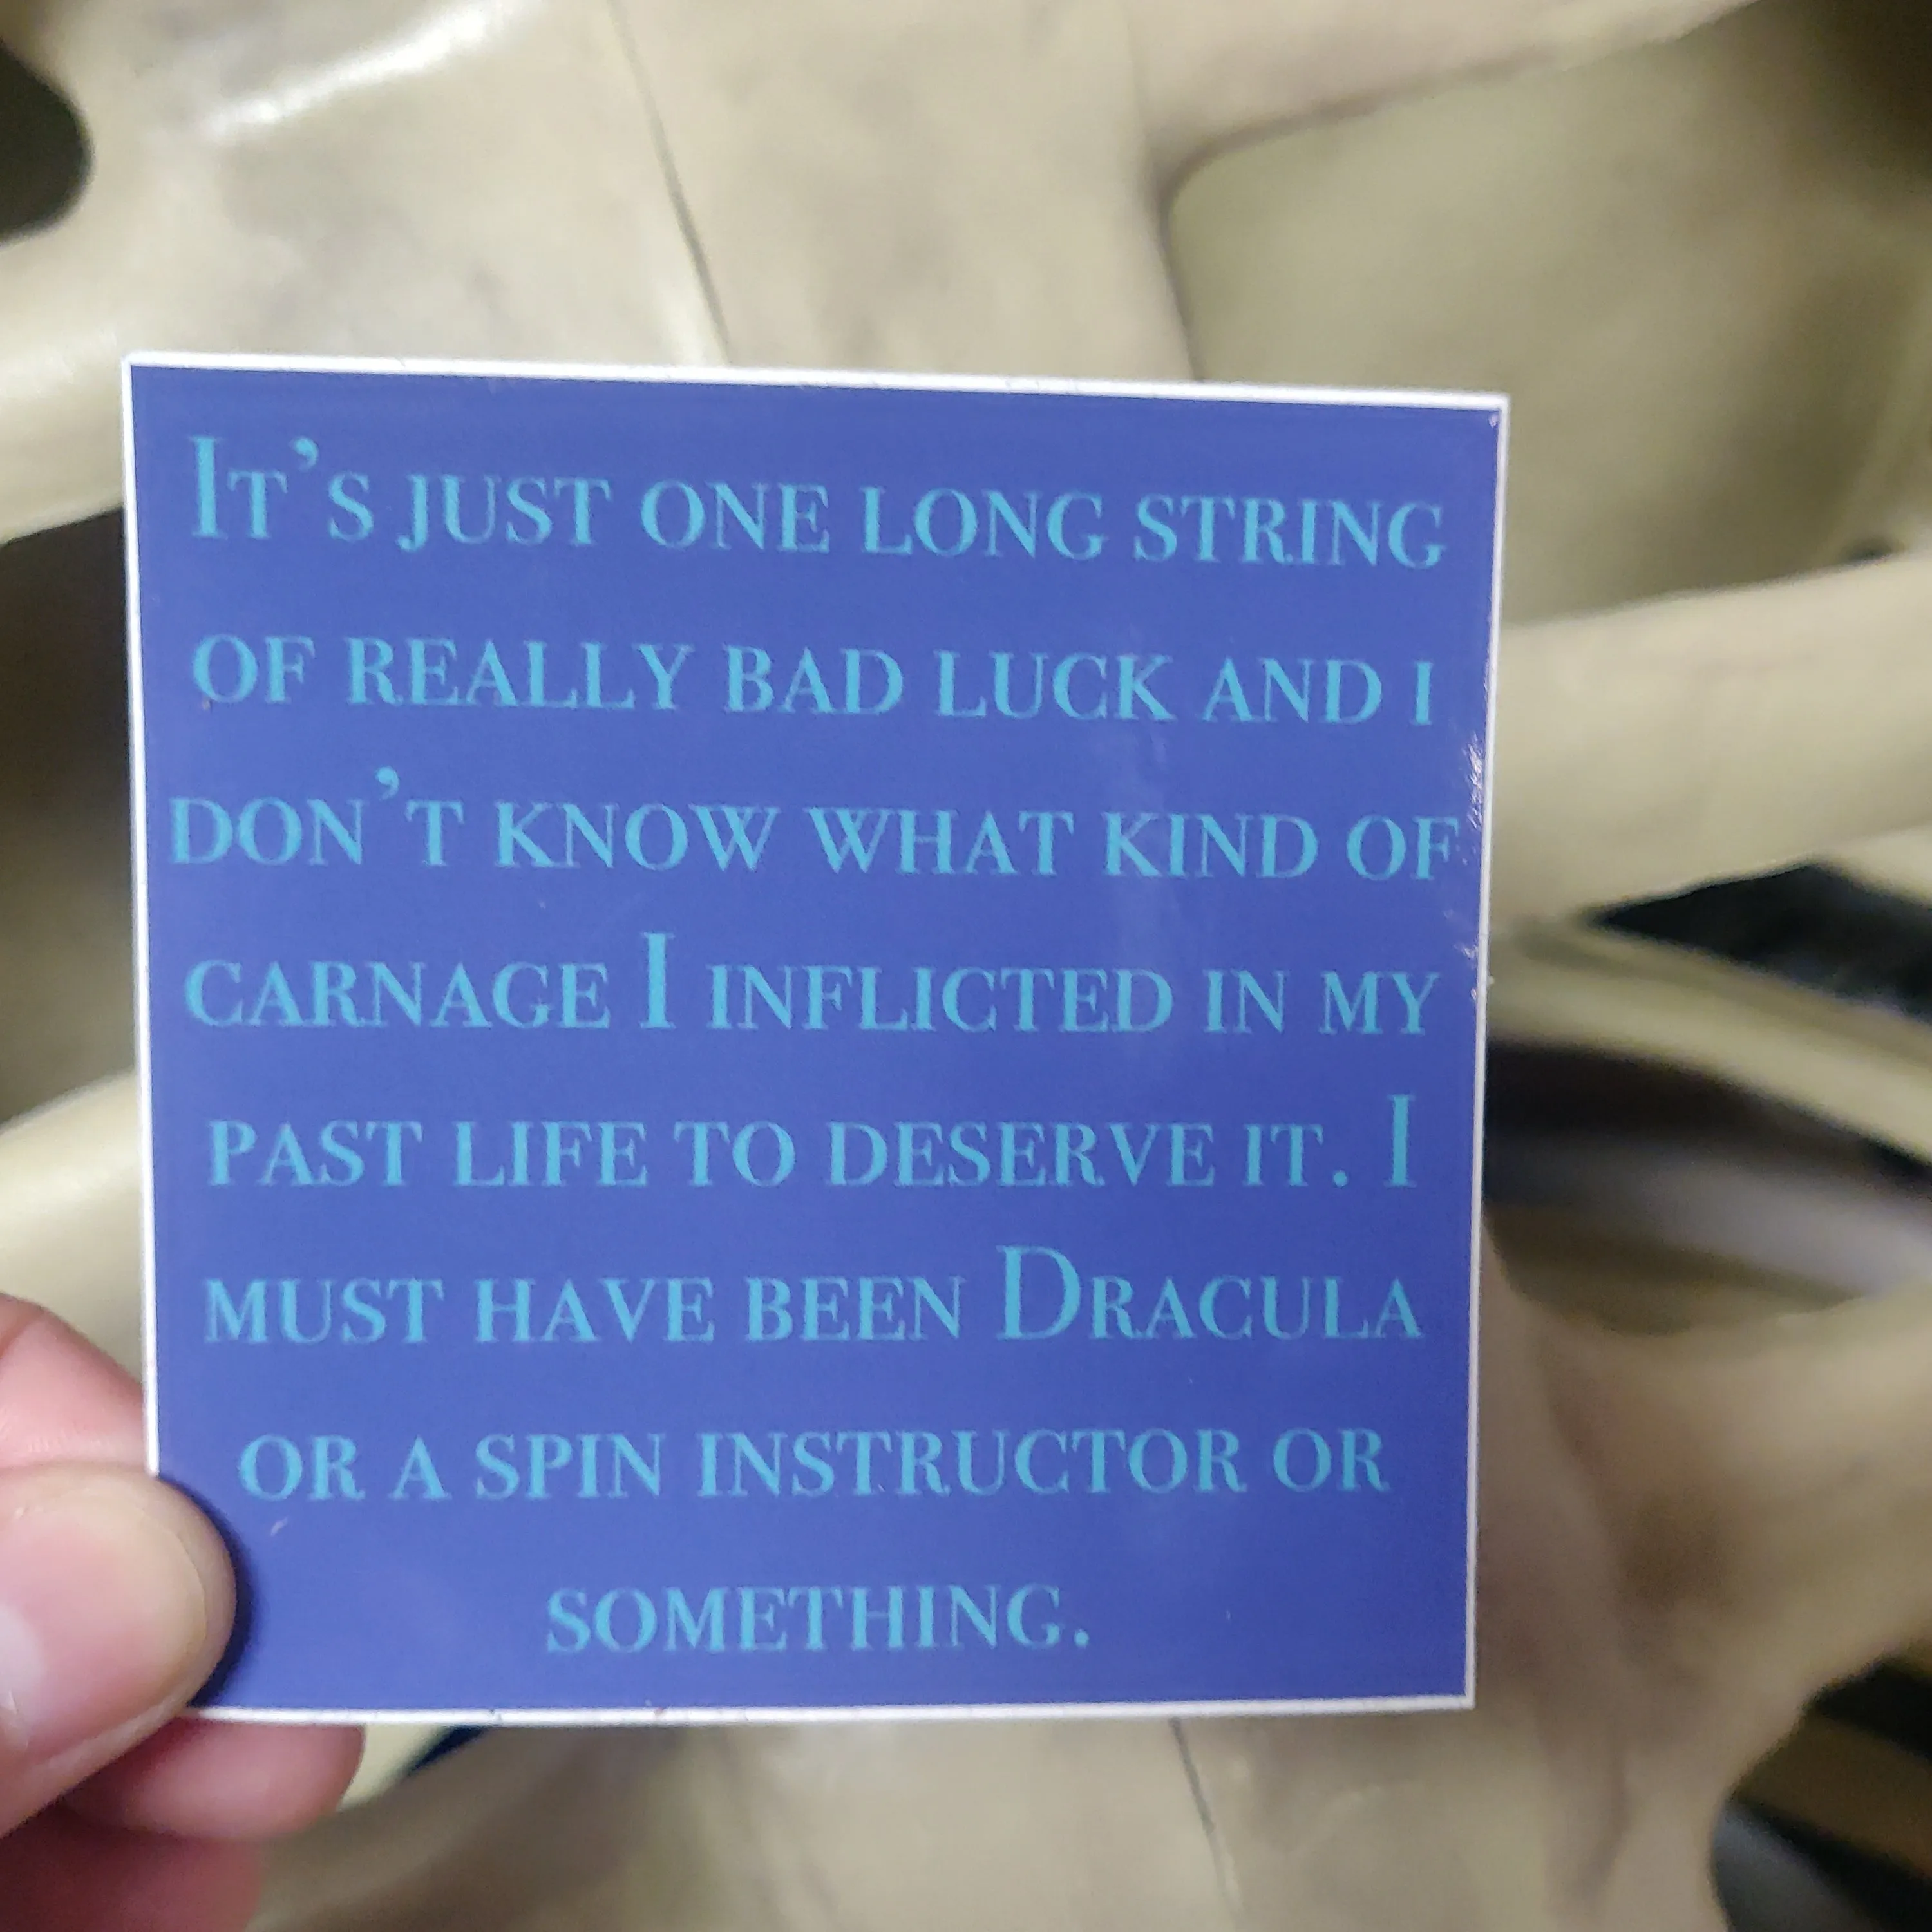 It's just one long string
of really bad luck and i
don't know what kind of
carnage I inflicted in my
past life to deserve it. I
must have been Dracula
or a spin instructor or
something.